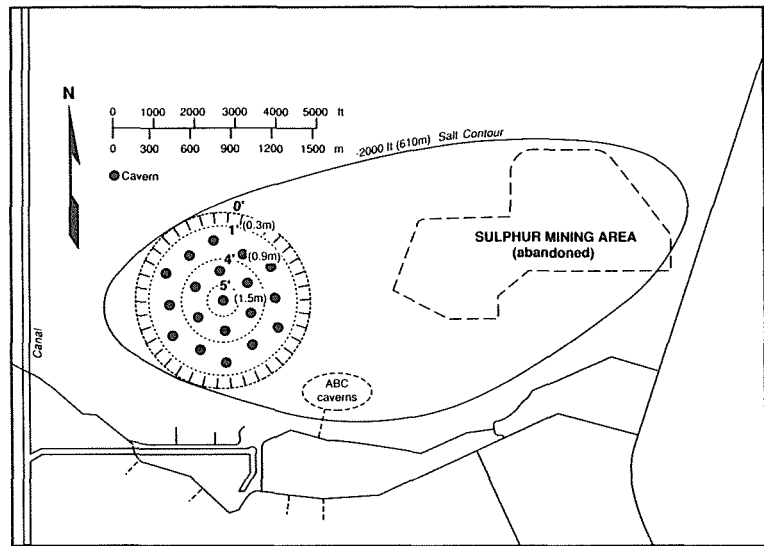 N
0 1000 2000 3000 4000 5000 ft
0 300 600 900 1200 1500 m
Cavern
-2000 ft (610m) Salt Contour
0'
1' (0.3m)
4' (0.9m)
5' (1.5m)
SULPHUR MINING AREA
(abandoned)
Canal
ABC
caverns